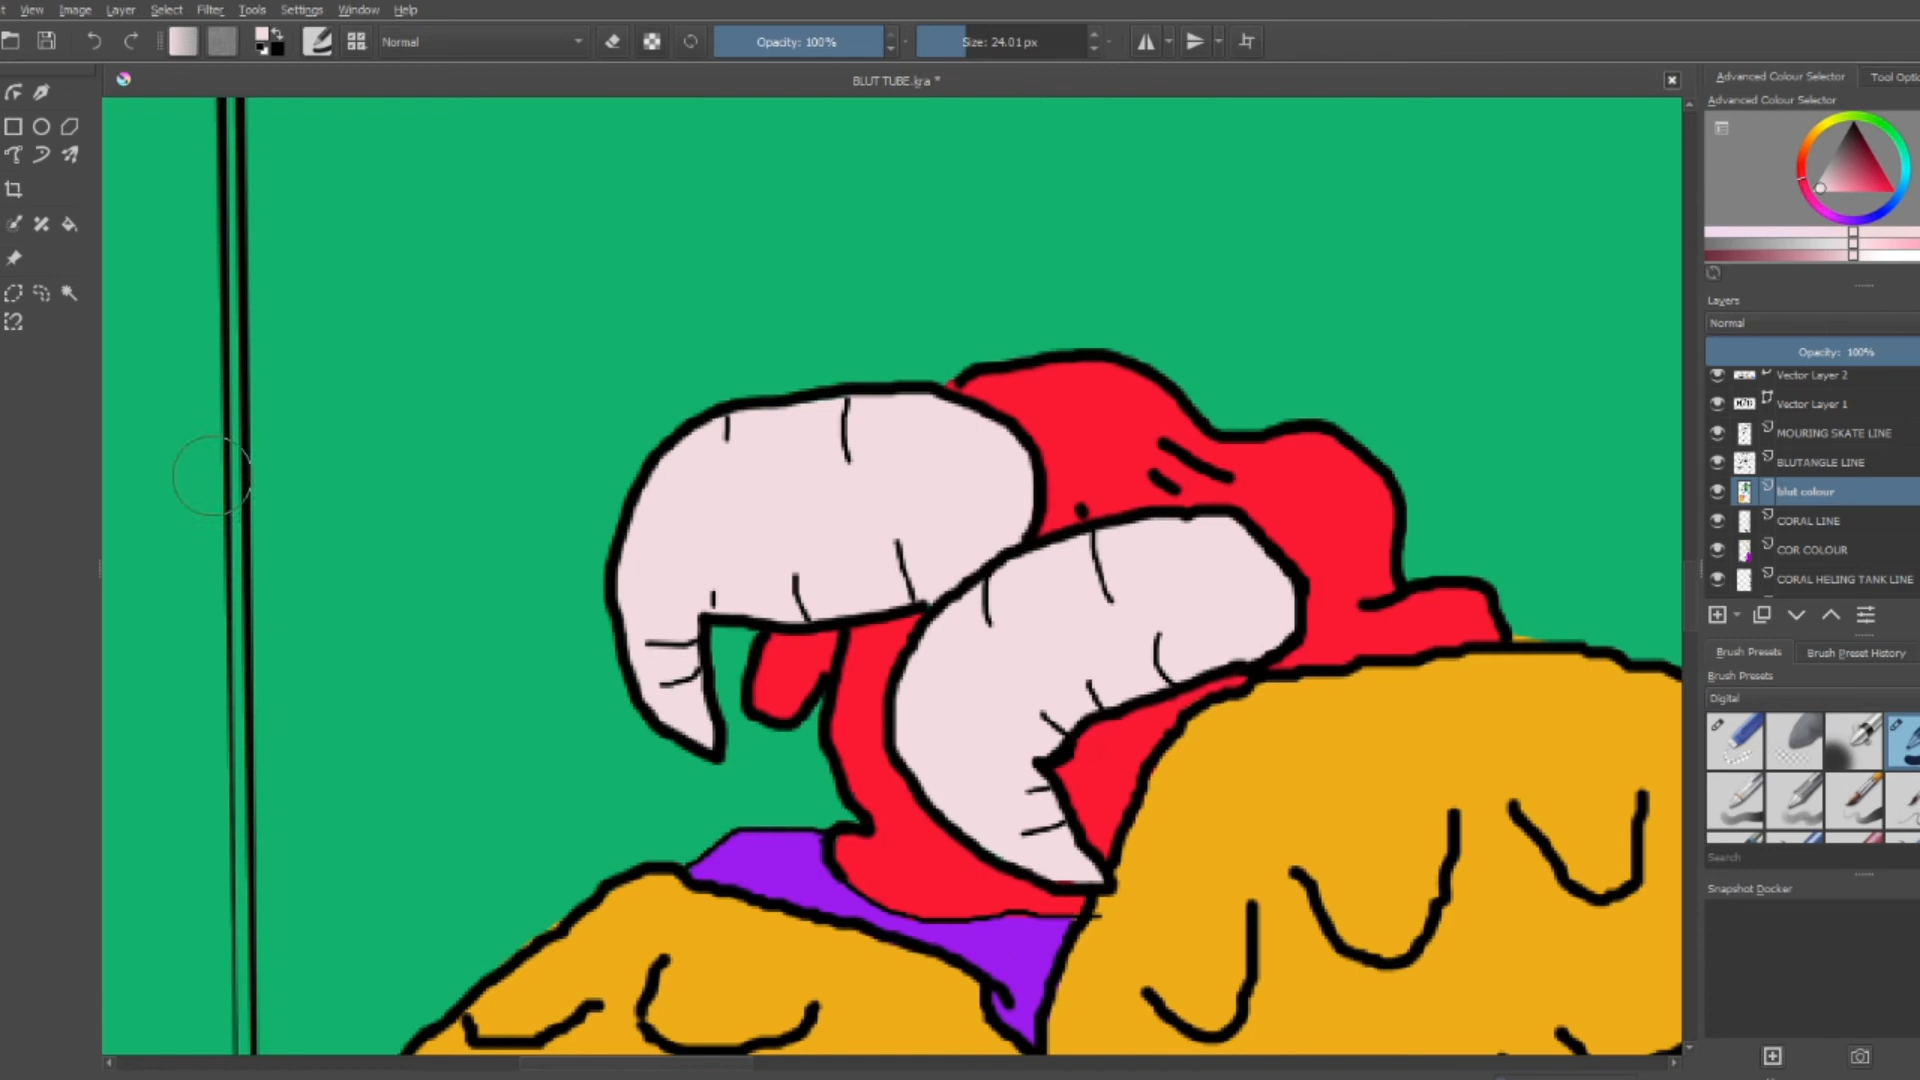 View Image Layer Select Filter Tools Settings Window Help
Normal Opacity: 100% Size: 24.01 px
BLUT TUBE.kra *
Advanced Colour Selector Tool Opti
Advanced Colour Selector
Layers
Normal
Opacity: 100%
Vector Layer 2
Vector Layer 1
MOURING SKATE LINE
BLUTANGLE LINE
blut colour
CORAL LINE
COR COLOUR
CORAL HELING TANK LINE
Brush Presets Brush Preset History
Brush Presets
Digital
Search
Snapshot Docker